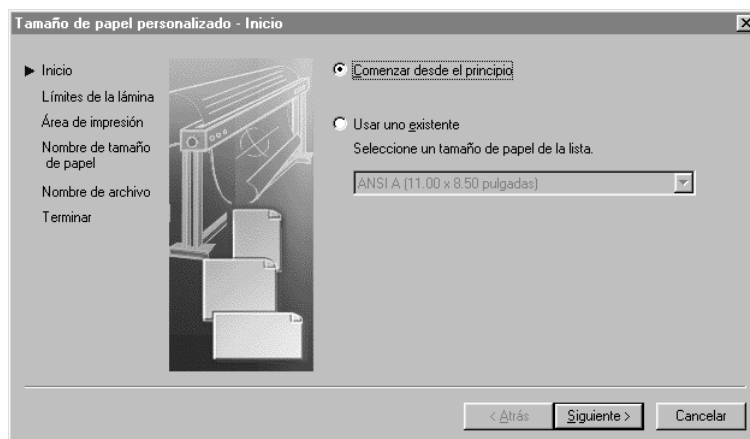 Tamaño de papel personalizado - Inicio
Inicio
Límites de la lámina
Área de impresión
Nombre de tamaño
de papel
Nombre de archivo
Terminar
Comenzar desde el principio
Usar uno existente
Seleccione un tamaño de papel de la lista.
ANSI A (11.00 x 8.50 pulgadas)
< Atrás
Siguiente >
Cancelar